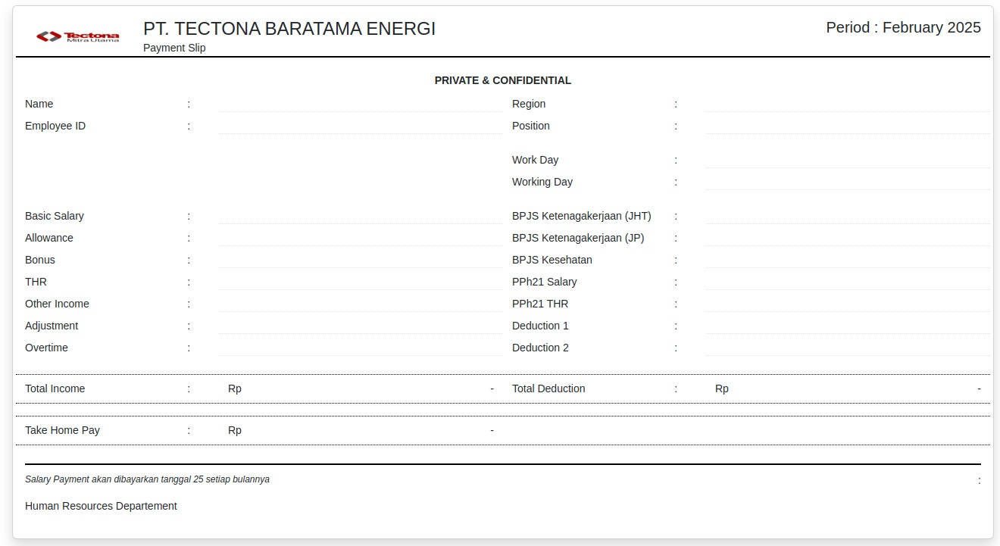 Tectona
Mitra Utama
PT. TECTONA BARATAMA ENERGI
Payment Slip
Period : February 2025
PRIVATE & CONFIDENTIAL
Name : Region :
Employee ID : Position :
Work Day :
Working Day :
Basic Salary : BPJS Ketenagakerjaan (JHT) :
Allowance : BPJS Ketenagakerjaan (JP) :
Bonus : BPJS Kesehatan :
THR : PPh21 Salary :
Other Income : PPh21 THR :
Adjustment : Deduction 1 :
Overtime : Deduction 2 :
Total Income : Rp - Total Deduction : Rp -
Take Home Pay : Rp -
Salary Payment akan dibayarkan tanggal 25 setiap bulannya :
Human Resources Departement